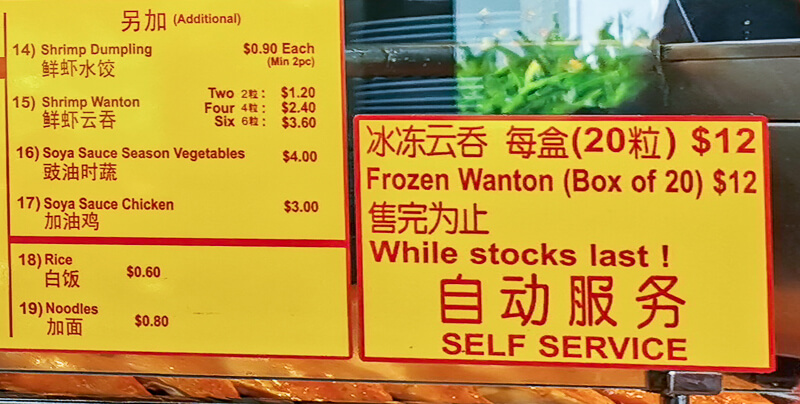 另加 (Additional)
14) Shrimp Dumpling $0.90 Each
鲜虾水饺 (Min 2pc)
15) Shrimp Wanton Two 2粒: $1.20
鲜虾云吞 Four 4粒: $2.40
Six 6粒: $3.60
16) Soya Sauce Season Vegetables $4.00
豉油时蔬
17) Soya Sauce Chicken $3.00
加油鸡
18) Rice $0.60
白饭
19) Noodles $0.80
加面
冰冻云吞 每盒(20粒) $12
Frozen Wanton (Box of 20) $12
售完为止
While stocks last !
自动服务
SELF SERVICE